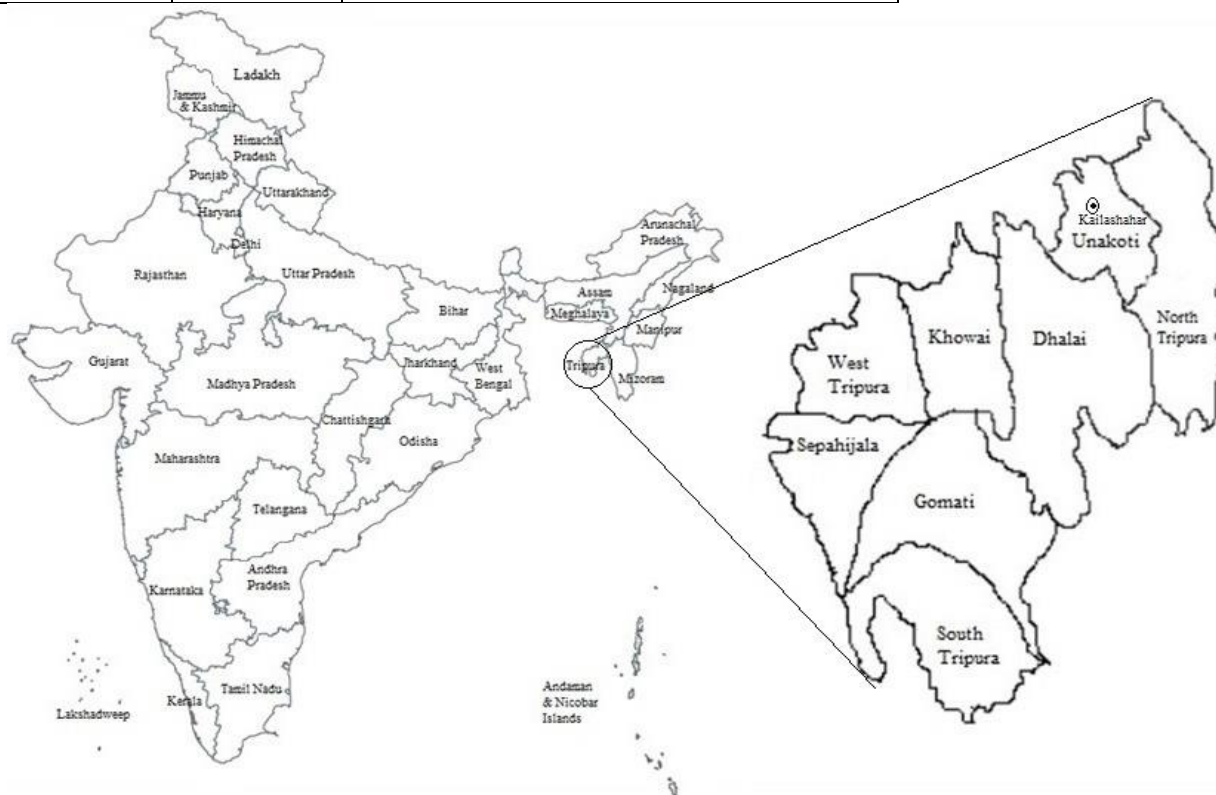 Ladakh
Jammu
& Kashmir
Himachal
Pradesh
Punjab
Uttarakhand
Haryana
Delhi
Rajasthan
Uttar Pradesh
Bihar
Arunachal
Pradesh
Assam
Nagaland
Meghalaya
Manipur
Tripura
Mizoram
Gujarat
Madhya Pradesh
Jharkhand
West
Bengal
Chattishgarh
Odisha
Maharashtra
Telangana
Andhra
Pradesh
Karnataka
Kerala
Tamil Nadu
Lakshadweep
Andaman
& Nicobar
Islands
Kailashahar
Unakoti
North
Tripura
Dhalai
Khowai
West
Tripura
Sepahijala
Gomati
South
Tripura